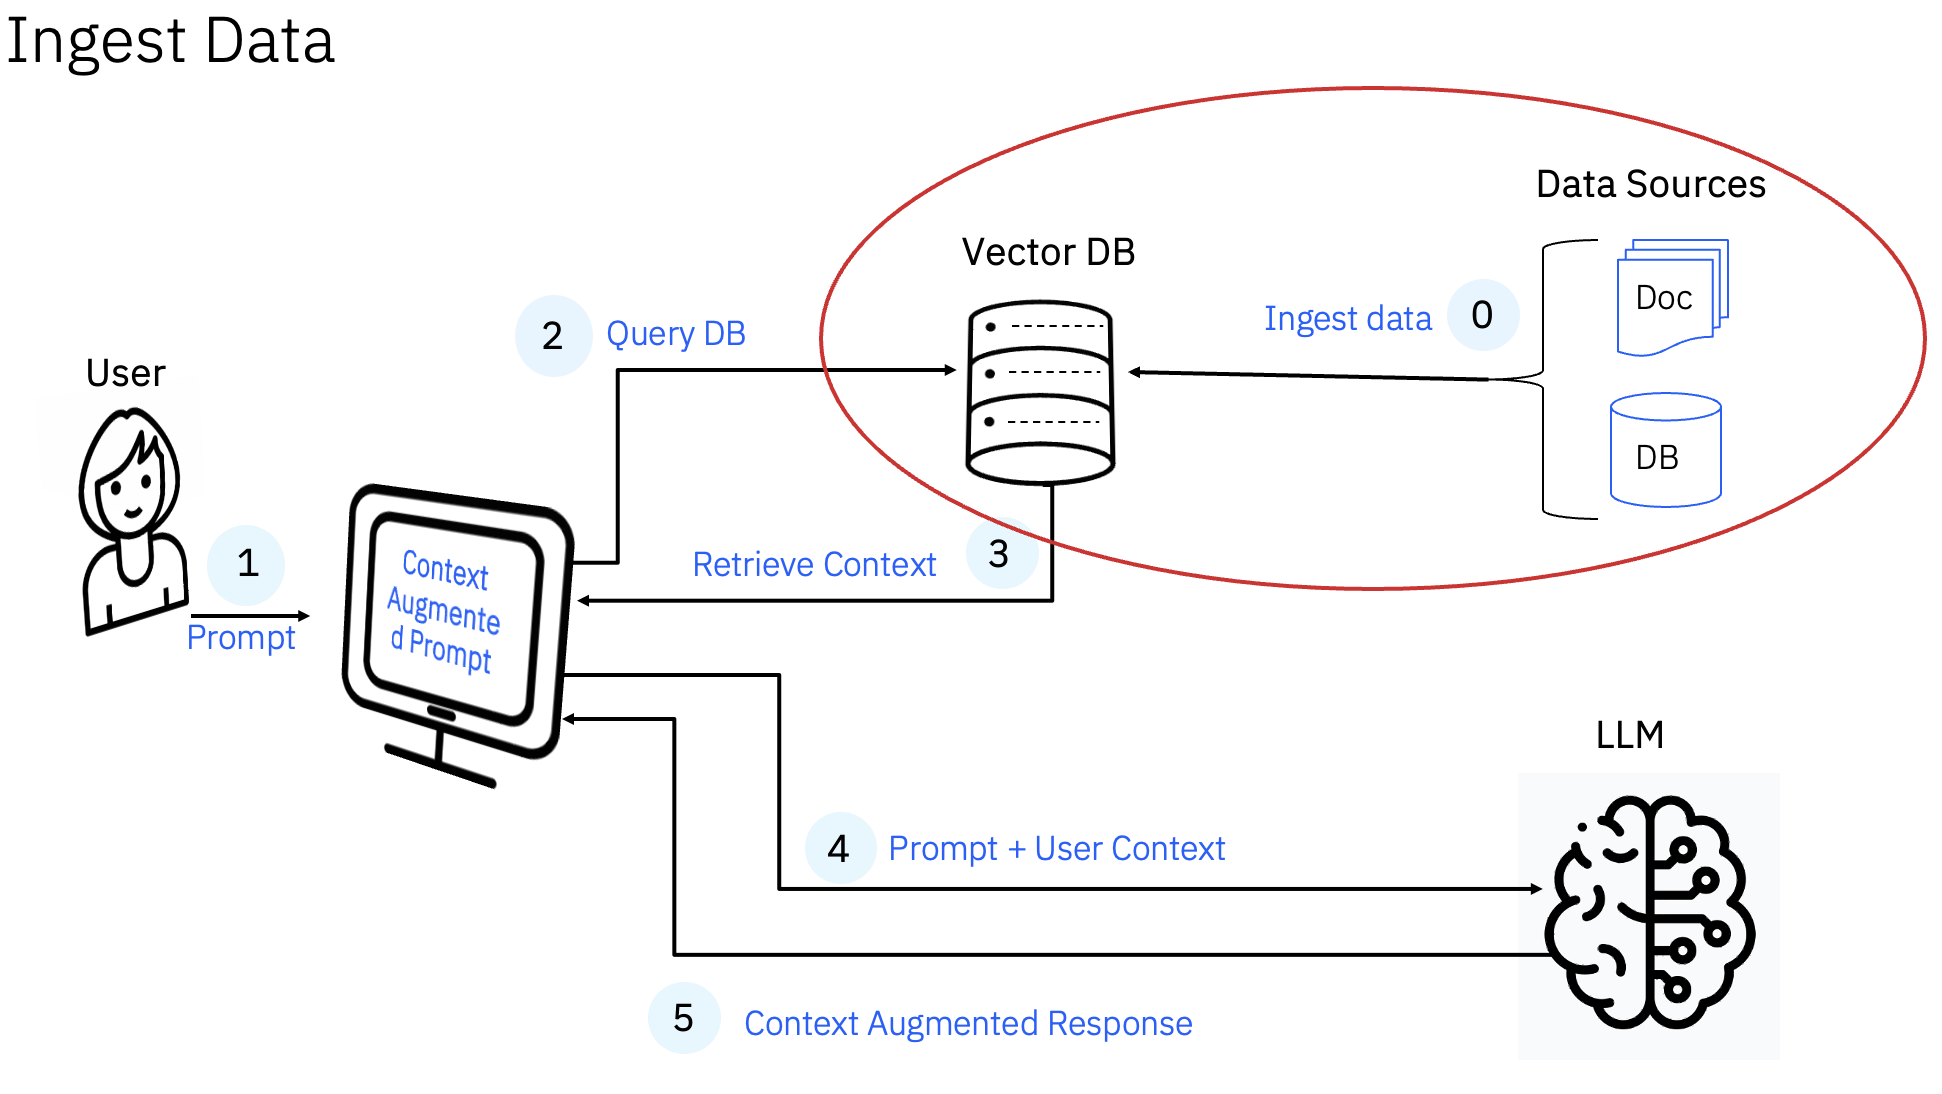 Ingest Data
Data Sources
Vector DB
Doc
Ingest data
0
2
Query DB
User
DB
1
Prompt
Context
Augmente
d Prompt
Retrieve Context
3
LLM
4
Prompt + User Context
5
Context Augmented Response